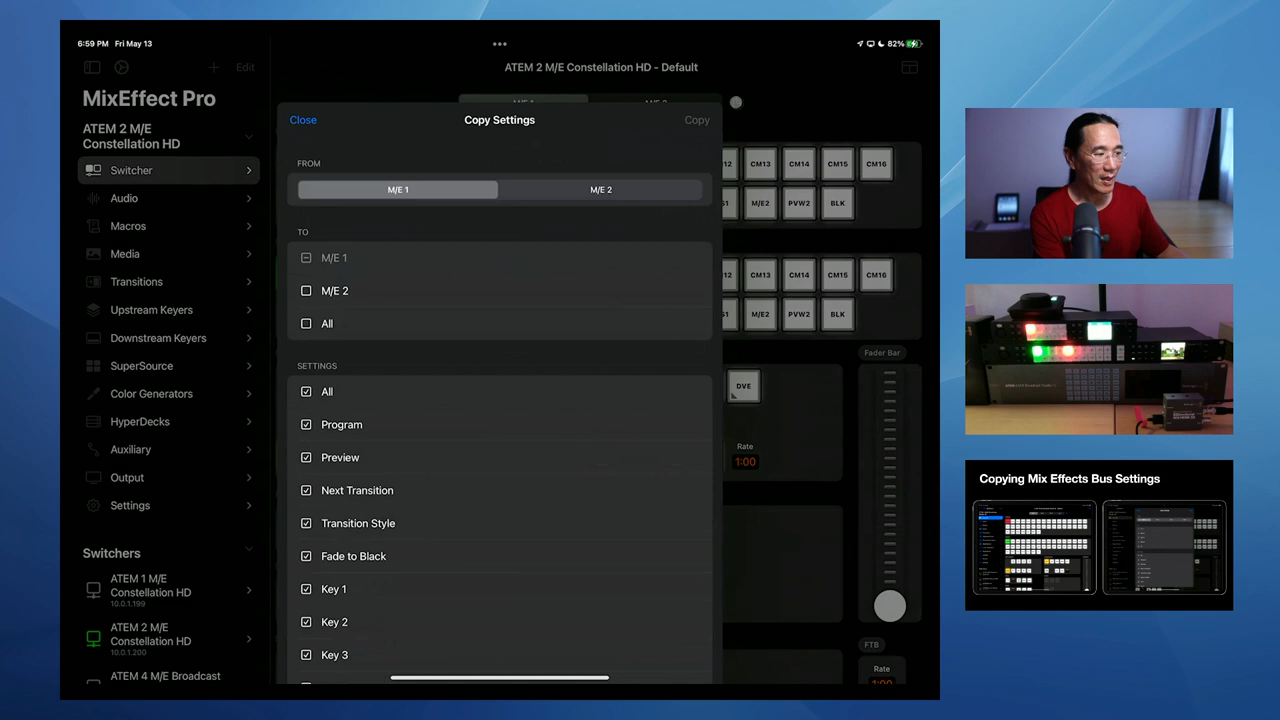 6:59 PM Fri May 13
82%
Edit
ATEM 2 M/E Constellation HD - Default
MixEffect Pro
ATEM 2 M/E
Constellation HD
Switcher
Audio
Macros
Media
Transitions
Upstream Keyers
Downstream Keyers
SuperSource
Color Generators
HyperDecks
Auxiliary
Output
Settings
Switchers
ATEM 1 M/E
Constellation HD
10.0.1.199
ATEM 2 M/E
Constellation HD
10.0.1.200
ATEM 4 M/E Broadcast
Close
Copy Settings
Copy
FROM
M/E 1
M/E 2
TO
M/E 1
M/E 2
All
SETTINGS
All
Program
Preview
Next Transition
Transition Style
Fade to Black
Key 1
Key 2
Key 3
12 CM13 CM14 CM15 CM16
M/E2 PVW2 BLK
12 CM13 CM14 CM15 CM16
M/E2 PVW2 BLK
Fader Bar
DVE
Rate
1:00
FTB
Rate
1:00
Copying Mix Effects Bus Settings